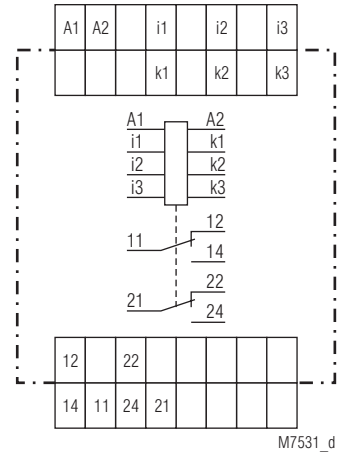 A1 A2 i1 i2 i3
k1 k2 k3
A1 A2
i1 k1
i2 k2
i3 k3
12
11
14
22
21
24
12 22
14 11 24 21
M7531_d